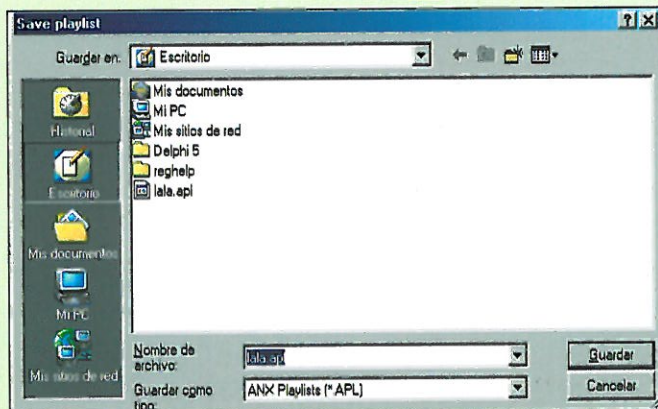 Save playlist
Guardar en:
Escritorio
Historial
Escritorio
Mis documentos
Mi PC
Mis sitios de red
Mis documentos
Mi PC
Mis sitios de red
Delphi 5
reghelp
lala.apl
Nombre de archivo:
lala.apl
Guardar
Guardar como tipo:
ANX Playlists (*.APL)
Cancelar